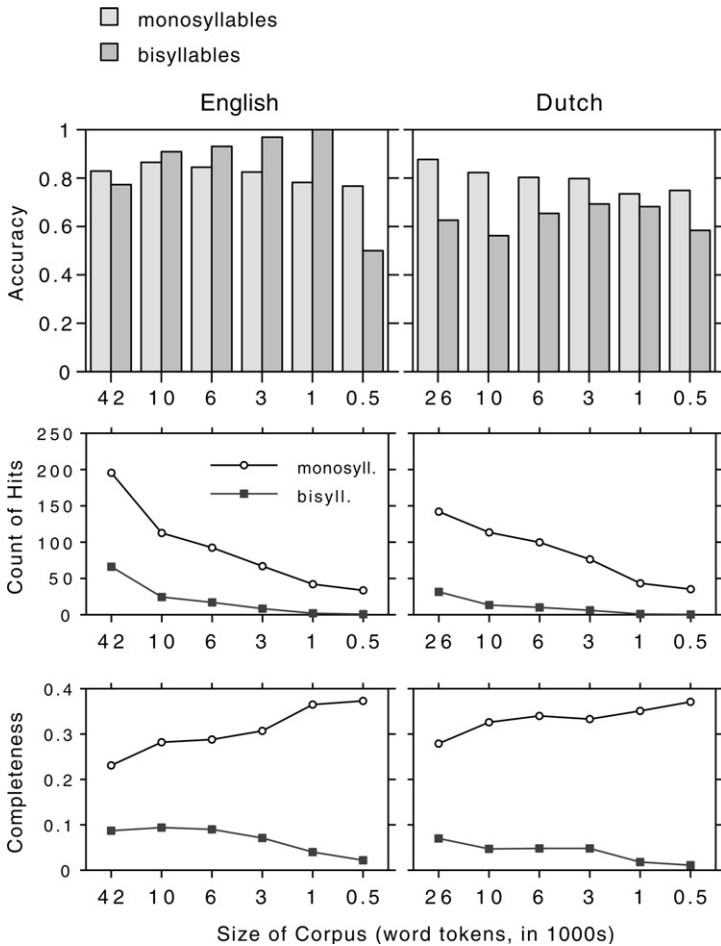 monosyllables
bisyllables
English Dutch
Accuracy
1
0.8
0.6
0.4
0.2
0
42 10 6 3 1 0.5
26 10 6 3 1 0.5
Count of Hits
250
200
150
100
50
0
monosyll.
bisyll.
42 10 6 3 1 0.5
26 10 6 3 1 0.5
Completeness
0.4
0.3
0.2
0.1
0
42 10 6 3 1 0.5
26 10 6 3 1 0.5
Size of Corpus (word tokens, in 1000s)